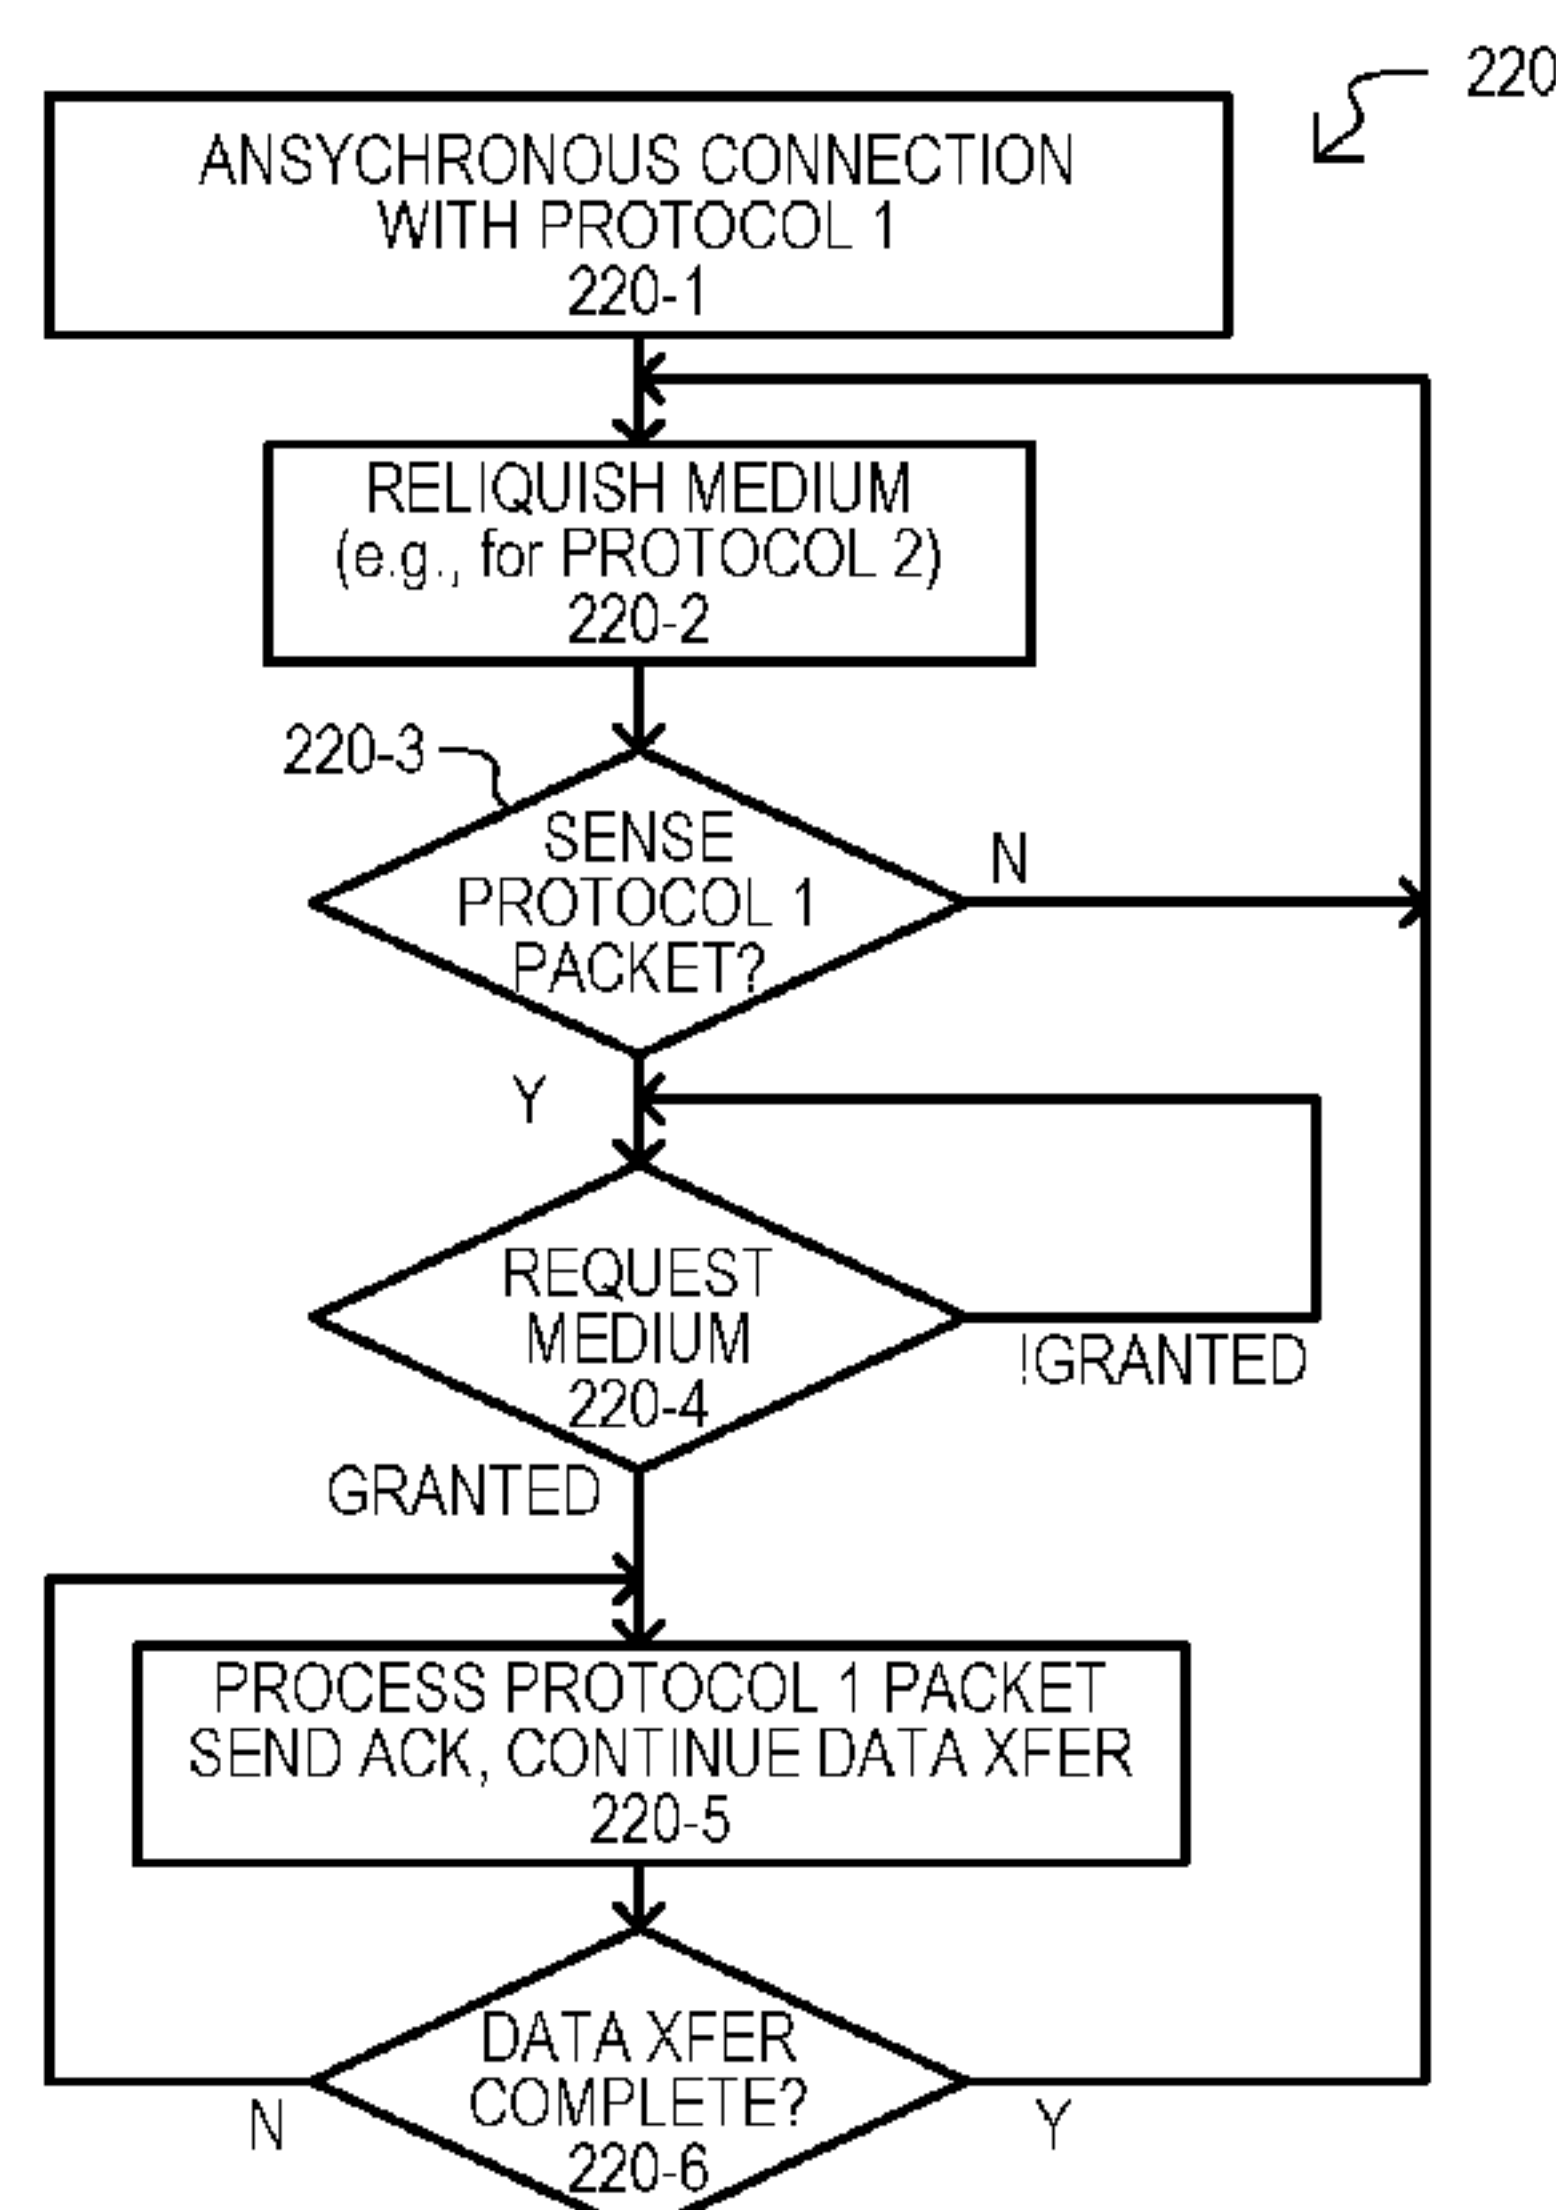 220
ANSYCHRONOUS CONNECTION
WITH PROTOCOL 1
220-1
RELIQUISH MEDIUM
(e.g., for PROTOCOL 2)
220-2
220-3
SENSE
PROTOCOL 1
PACKET?
N
Y
REQUEST
MEDIUM
220-4
!GRANTED
GRANTED
PROCESS PROTOCOL 1 PACKET
SEND ACK, CONTINUE DATA XFER
220-5
DATA XFER
COMPLETE?
220-6
N
Y